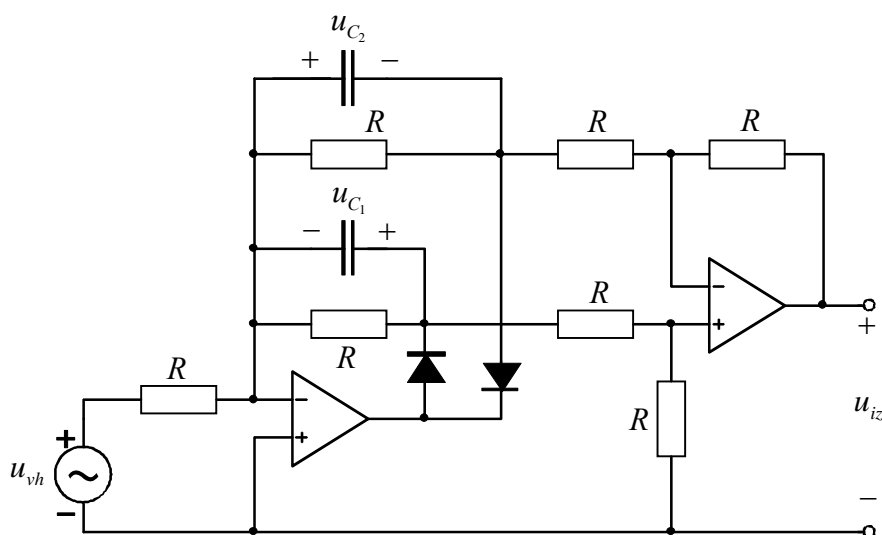 u_{C_2}
+ −
R R R
u_{C_1}
− +
R R
−
+
R
−
+
+
R
u_{vh}
+
−
R
u_{iz}
−